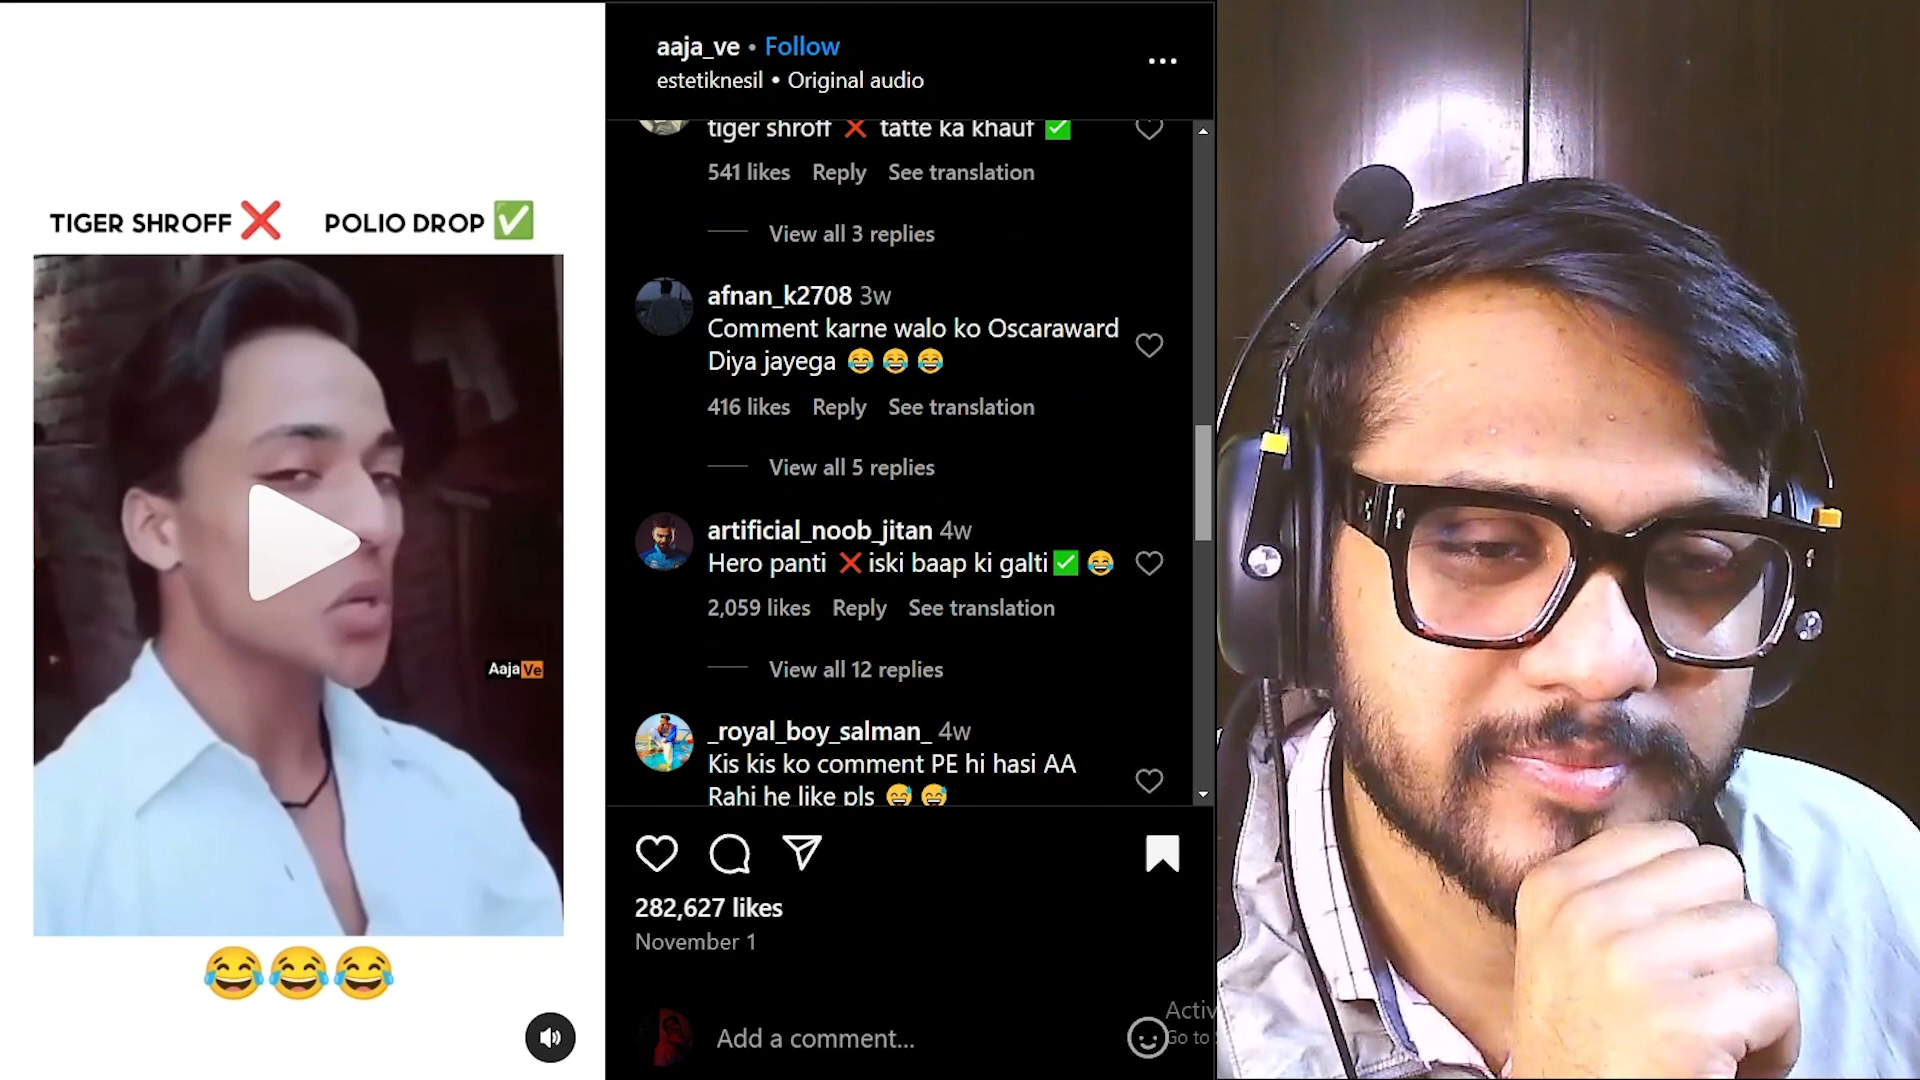 TIGER SHROFF ❌ POLIO DROP ✅
AajaVe
😂😂😂
aaja_ve • Follow
estetiknesil • Original audio
tiger shroff ❌ tatte ka khauf ✅
541 likes Reply See translation
View all 3 replies
afnan_k2708 3w
Comment karne walo ko Oscaraward
Diya jayega 😂 😂 😂
416 likes Reply See translation
View all 5 replies
artificial_noob_jitan 4w
Hero panti ❌ iski baap ki galti ✅ 😂
2,059 likes Reply See translation
View all 12 replies
_royal_boy_salman_ 4w
Kis kis ko comment PE hi hasi AA
Rahi he like pls 😅 😅
282,627 likes
November 1
Add a comment...
Go to